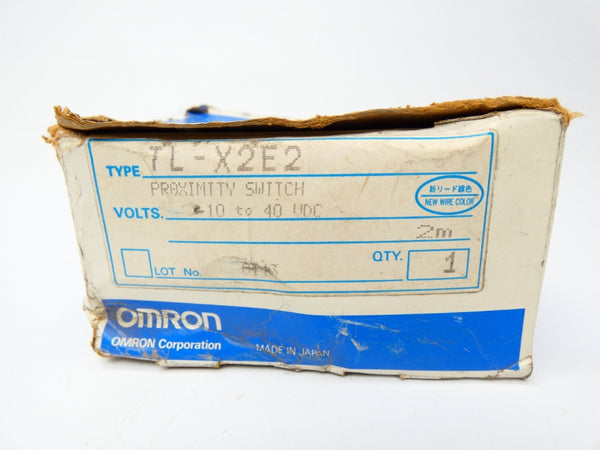 TYPE TL-X2E2
PROXIMITY SWITCH
新リード線色
NEW WIRE COLOR
VOLTS. 10 to 40 VDC
2m
LOT No.
QTY. 1
OMRON
OMRON Corporation
MADE IN JAPAN